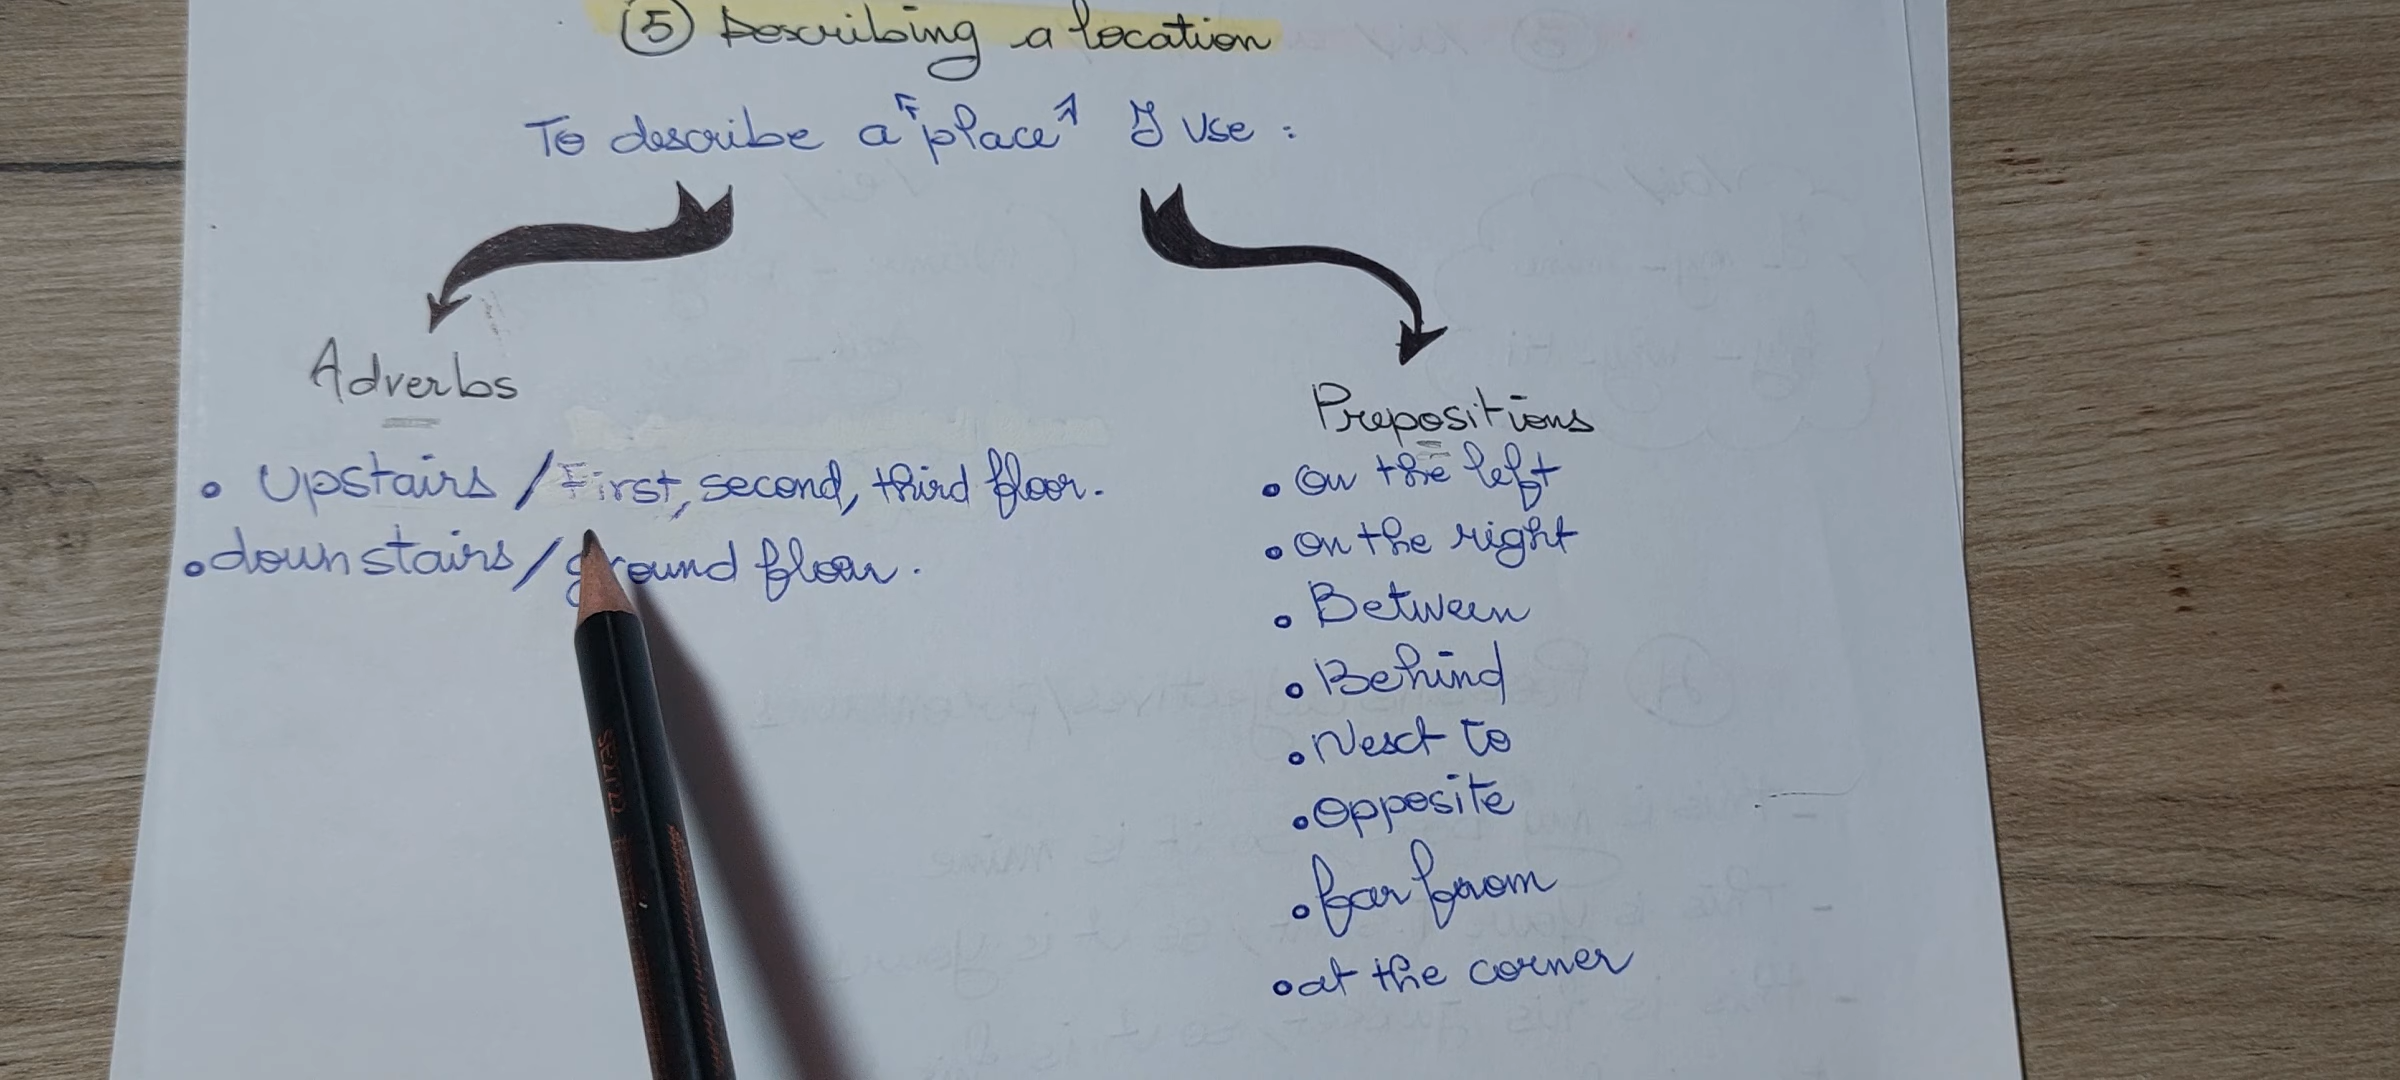 ⑤ Describing a location
To describe a "place" I use :
Adverbs
• Upstairs / First, second, third floor.
• downstairs / ground floor.
Prepositions
• on the left
• on the right
• Between
• Behind
• Next to
• opposite
• far from
• at the corner